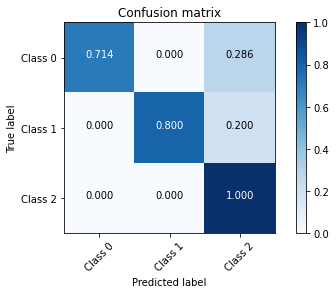 Confusion matrix
1.0
Class 0 0.714 0.000 0.286
0.8
0.6
True label
Class 1 0.000 0.800 0.200
0.4
Class 2 0.000 0.000 1.000
0.2
0.0
Class 0 Class 1 Class 2
Predicted label